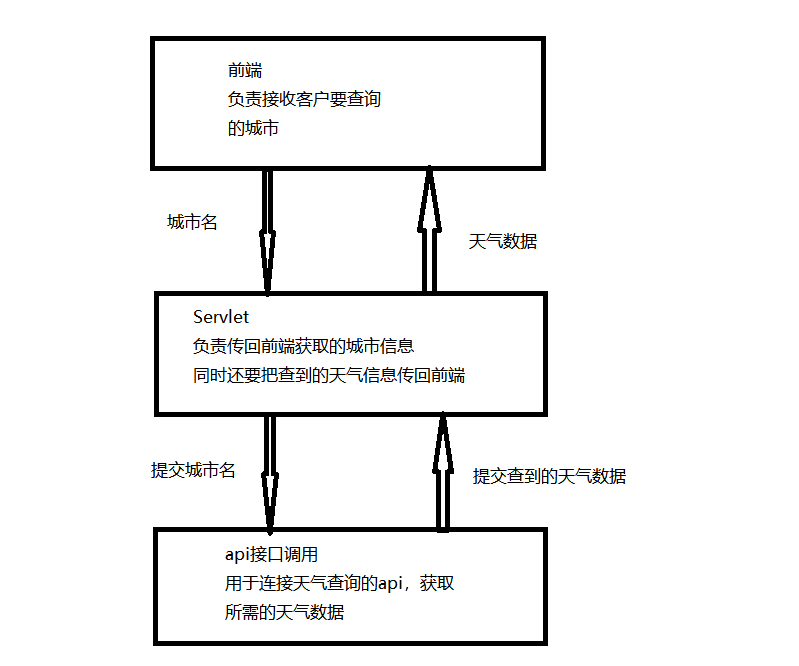 前端
负责接收客户要查询
的城市
城市名
天气数据
Servlet
负责传回前端获取的城市信息
同时还要把查到的天气信息传回前端
提交城市名
提交查到的天气数据
api接口调用
用于连接天气查询的api，获取
所需的天气数据